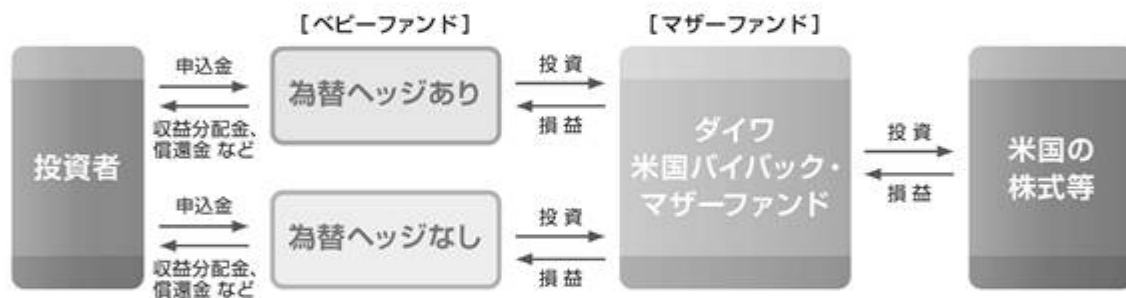 [ベビーファンド]
[マザーファンド]
投資者
申込金
収益分配金、
償還金 など
為替ヘッジあり
投 資
損 益
申込金
収益分配金、
償還金 など
為替ヘッジなし
投 資
損 益
ダイワ
米国バイバック・
マザーファンド
投 資
損 益
米国の
株式等